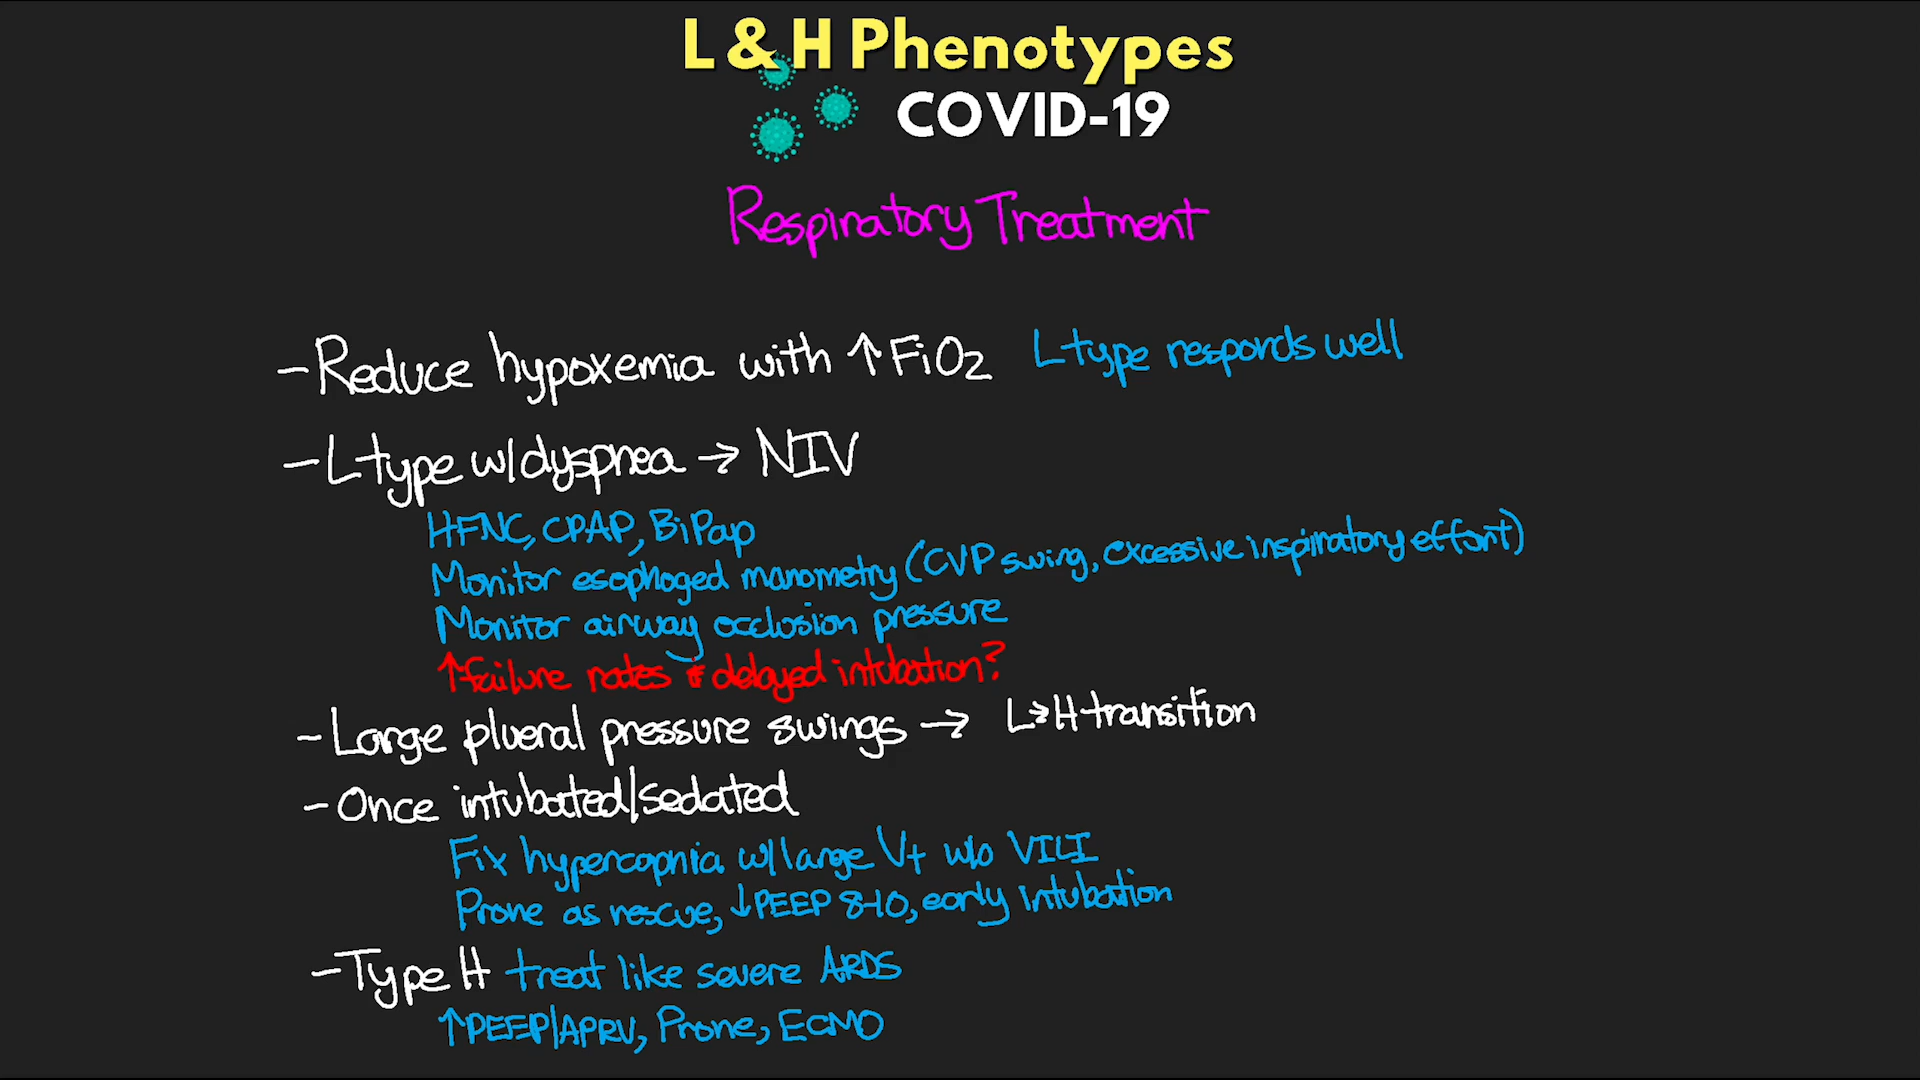 L & H Phenotypes
COVID-19
Respiratory Treatment
- Reduce hypoxemia with ↑ FiO2 L type responds well
- L type w/dyspnea → NIV
HFNC, CPAP, BiPap
Monitor esophoged manometry (CVP swing, excessive inspiratory effort)
Monitor airway occlusion pressure
↑ failure rates & delayed intubation?
- Large plueral pressure swings → L→H transition
- Once intubated/sedated
Fix hypercapnia w/large Vt w/o VILI
Prone as rescue, ↓PEEP 8-10, early intubation
- Type H treat like severe ARDS
↑PEEP/APRV, Prone, ECMO